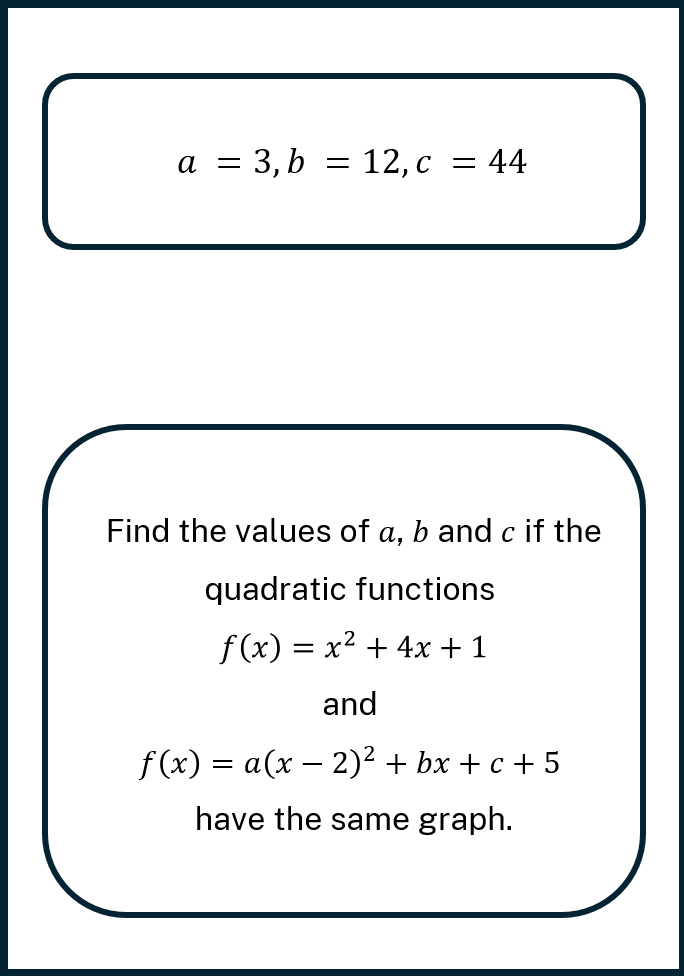 a = 3, b = 12, c = 44
Find the values of a, b and c if the
quadratic functions
f(x) = x² + 4x + 1
and
f(x) = a(x − 2)² + bx + c + 5
have the same graph.